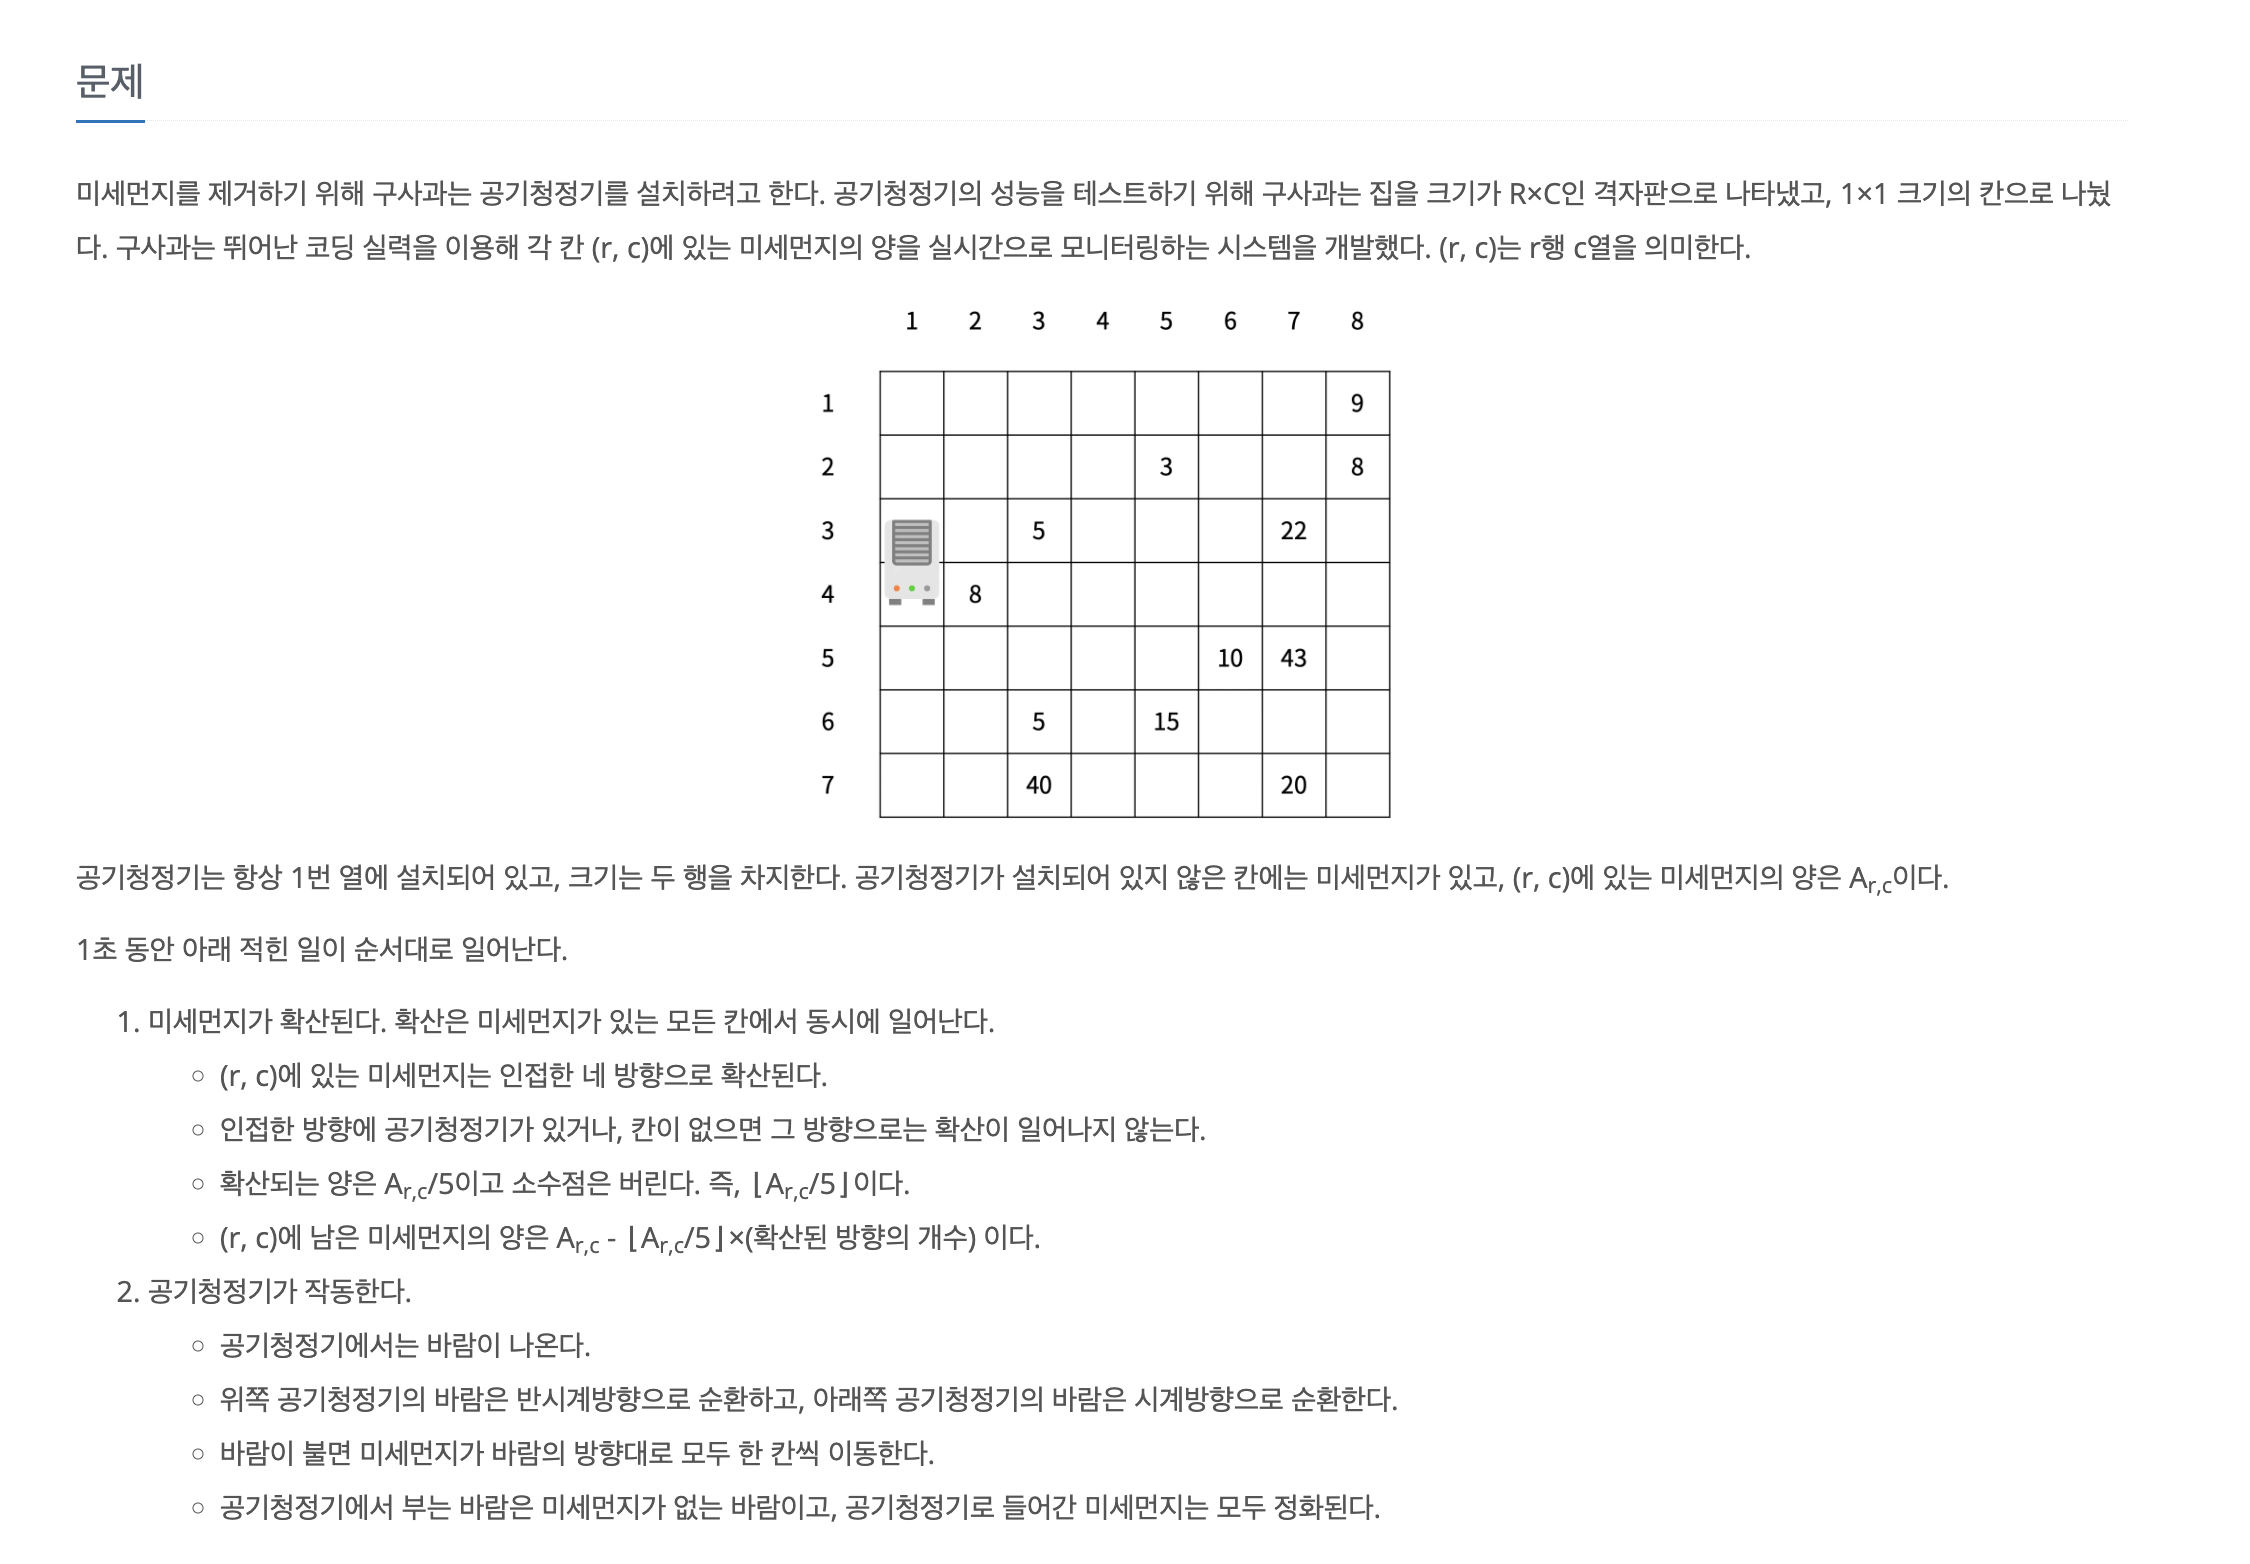 문제
미세먼지를 제거하기 위해 구사과는 공기청정기를 설치하려고 한다. 공기청정기의 성능을 테스트하기 위해 구사과는 집을 크기가 R×C인 격자판으로 나타냈고, 1×1 크기의 칸으로 나눴
다. 구사과는 뛰어난 코딩 실력을 이용해 각 칸 (r, c)에 있는 미세먼지의 양을 실시간으로 모니터링하는 시스템을 개발했다. (r, c)는 r행 c열을 의미한다.
1 2 3 4 5 6 7 8
1 9
2 3 8
3 5 22
4 8
5 10 43
6 5 15
7 40 20
공기청정기는 항상 1번 열에 설치되어 있고, 크기는 두 행을 차지한다. 공기청정기가 설치되어 있지 않은 칸에는 미세먼지가 있고, (r, c)에 있는 미세먼지의 양은 Ar,c이다.
1초 동안 아래 적힌 일이 순서대로 일어난다.
1. 미세먼지가 확산된다. 확산은 미세먼지가 있는 모든 칸에서 동시에 일어난다.
○ (r, c)에 있는 미세먼지는 인접한 네 방향으로 확산된다.
○ 인접한 방향에 공기청정기가 있거나, 칸이 없으면 그 방향으로는 확산이 일어나지 않는다.
○ 확산되는 양은 Ar,c/5이고 소수점은 버린다. 즉, ⌊Ar,c/5⌋이다.
○ (r, c)에 남은 미세먼지의 양은 Ar,c - ⌊Ar,c/5⌋×(확산된 방향의 개수) 이다.
2. 공기청정기가 작동한다.
○ 공기청정기에서는 바람이 나온다.
○ 위쪽 공기청정기의 바람은 반시계방향으로 순환하고, 아래쪽 공기청정기의 바람은 시계방향으로 순환한다.
○ 바람이 불면 미세먼지가 바람의 방향대로 모두 한 칸씩 이동한다.
○ 공기청정기에서 부는 바람은 미세먼지가 없는 바람이고, 공기청정기로 들어간 미세먼지는 모두 정화된다.